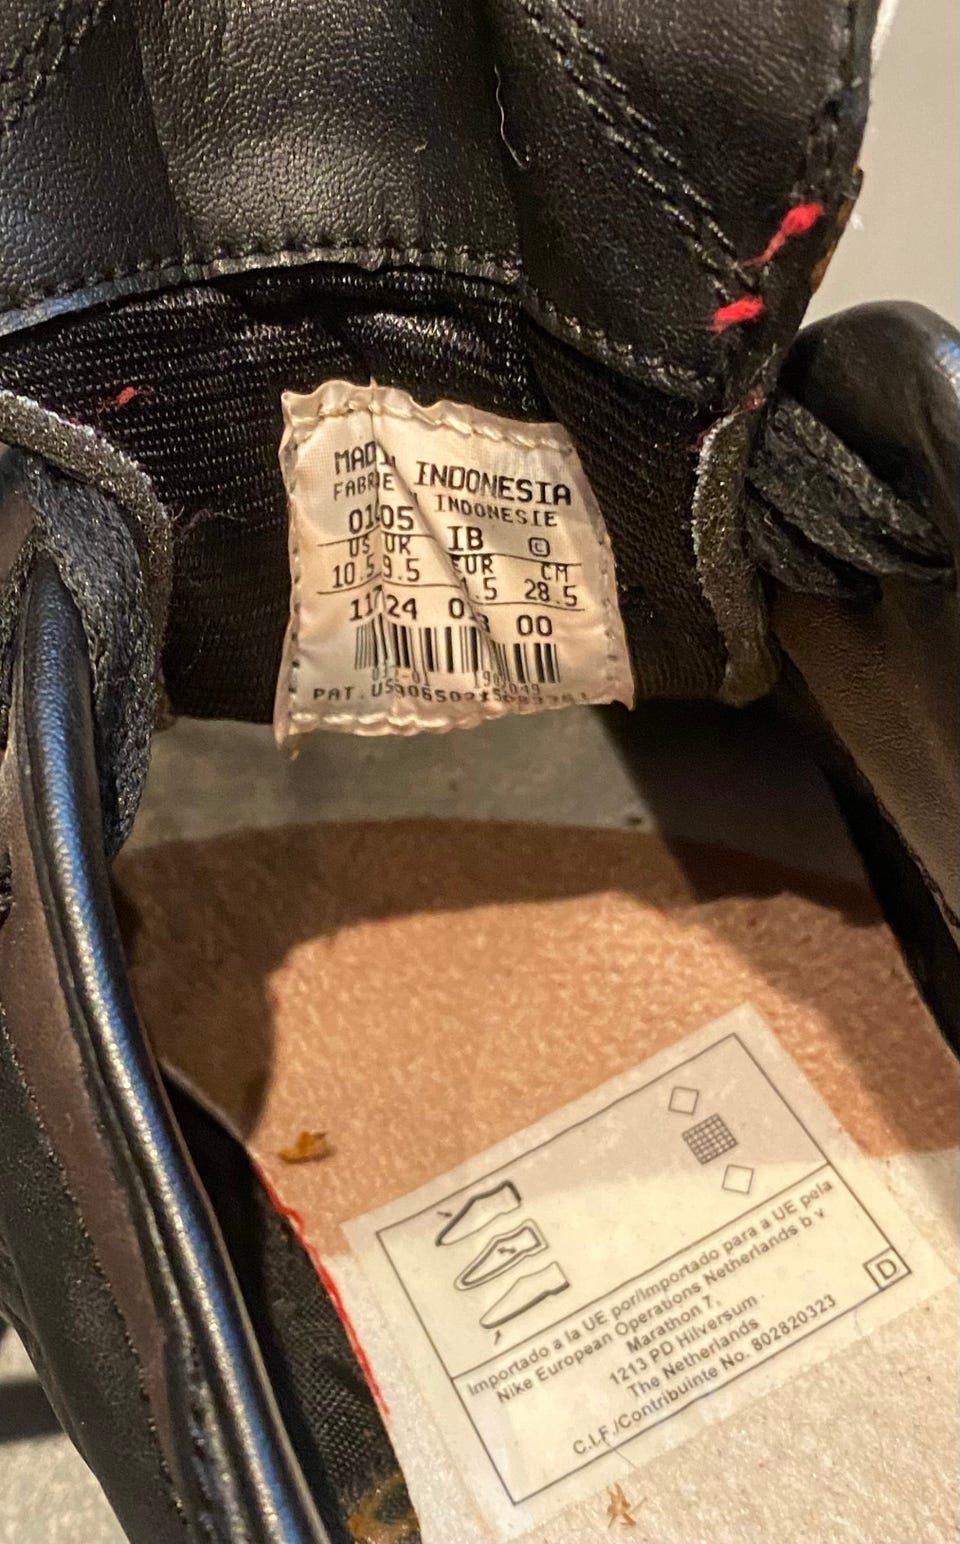 INDONESIA
INDONESIE
05 IB ©
US UK EUR CM
10.5 9.5 .5 28.5
24 00
PAT.
Importado a la UE por/Importado para a UE pela
Nike European Operations Netherlands b v
Marathon 7,
1213 PD Hilversum
The Netherlands
C.I.F./Contribuinte No. 802820323
D